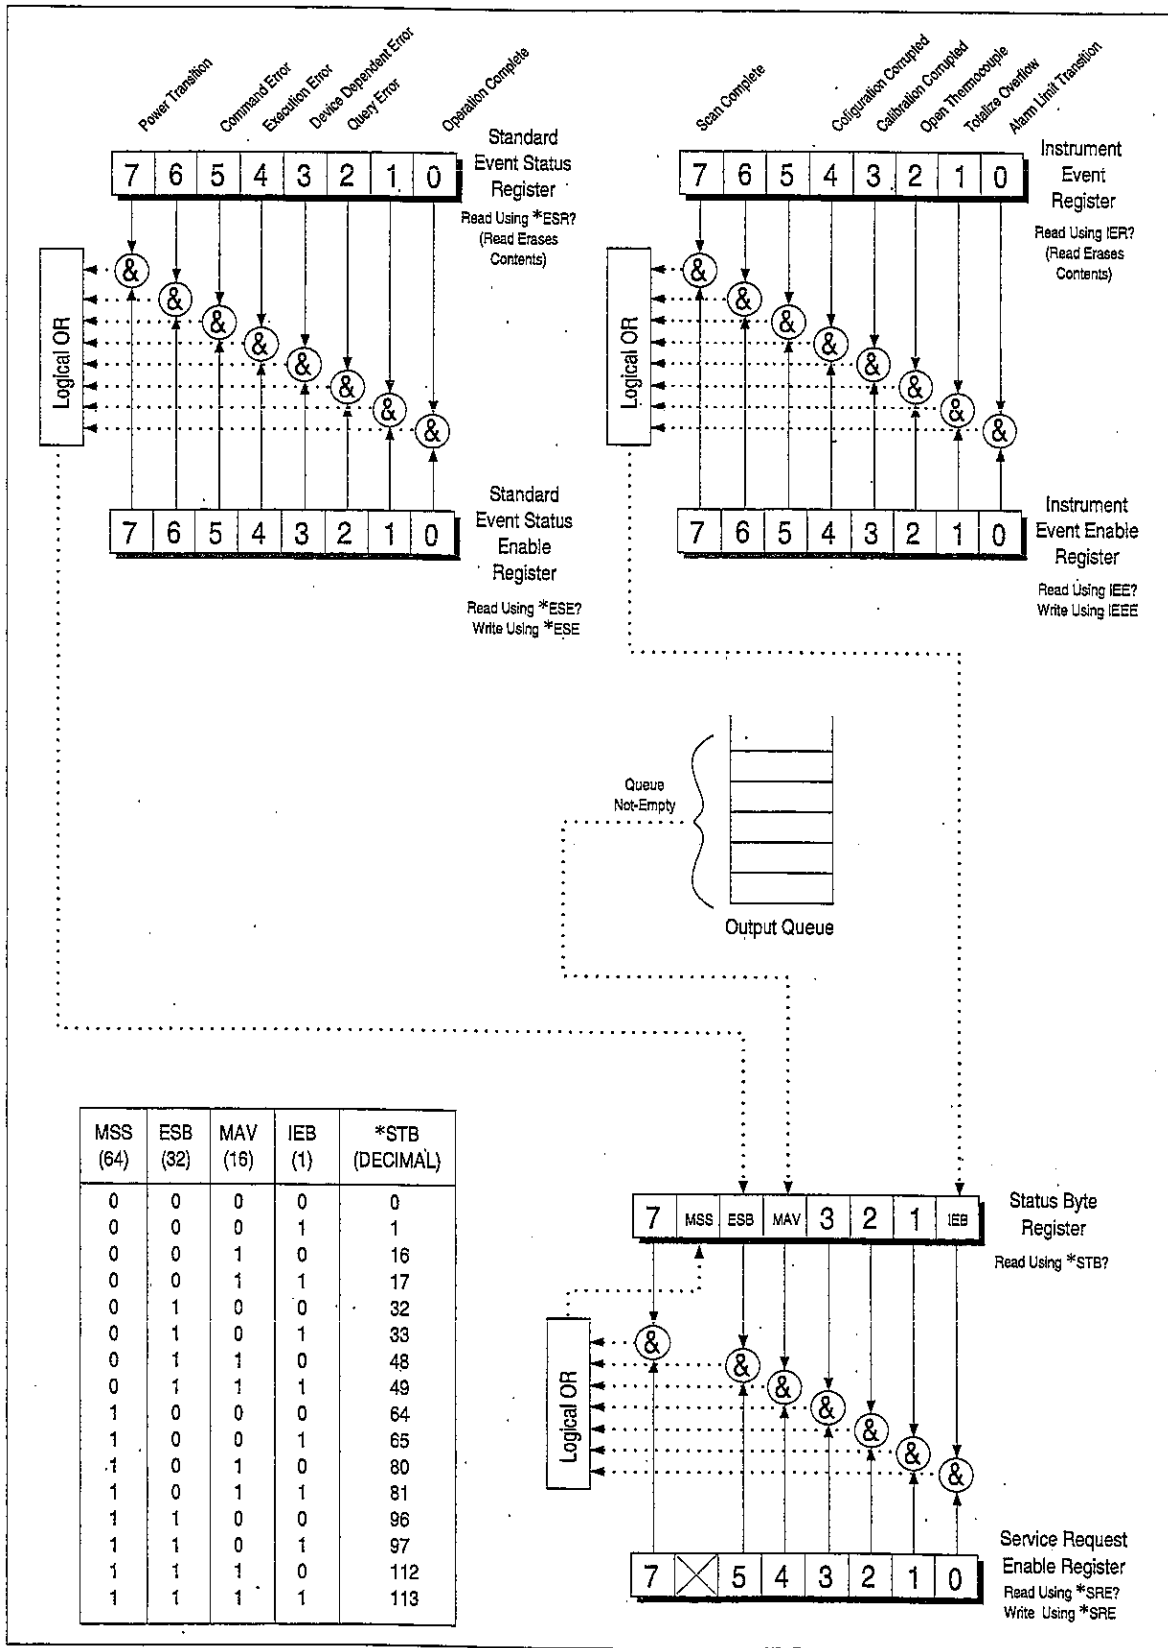 Power Transition
Command Error
Execution Error
Device Dependent Error
Query Error
Operation Complete
7 6 5 4 3 2 1 0
Standard
Event Status
Register
Read Using *ESR?
(Read Erases
Contents)
& & & & & & & &
Logical OR
7 6 5 4 3 2 1 0
Standard
Event Status
Enable
Register
Read Using *ESE?
Write Using *ESE
Scan Complete
Cofiguration Corrupted
Calibration Corrupted
Open Thermocouple
Totalize Overflow
Alarm Limit Transition
7 6 5 4 3 2 1 0
Instrument
Event
Register
Read Using IER?
(Read Erases
Contents)
& & & & & & & &
Logical OR
7 6 5 4 3 2 1 0
Instrument
Event Enable
Register
Read Using IEE?
Write Using IEEE
Queue
Not-Empty
Output Queue
MSS ESB MAV IEB *STB
(64) (32) (16) (1) (DECIMAL)
0 0 0 0 0
0 0 0 1 1
0 0 1 0 16
0 0 1 1 17
0 1 0 0 32
0 1 0 1 33
0 1 1 0 48
0 1 1 1 49
1 0 0 0 64
1 0 0 1 65
1 0 1 0 80
1 0 1 1 81
1 1 0 0 96
1 1 0 1 97
1 1 1 0 112
1 1 1 1 113
7 MSS ESB MAV 3 2 1 IEB
Status Byte
Register
Read Using *STB?
& & & & & & &
Logical OR
7 5 4 3 2 1 0
Service Request
Enable Register
Read Using *SRE?
Write Using *SRE